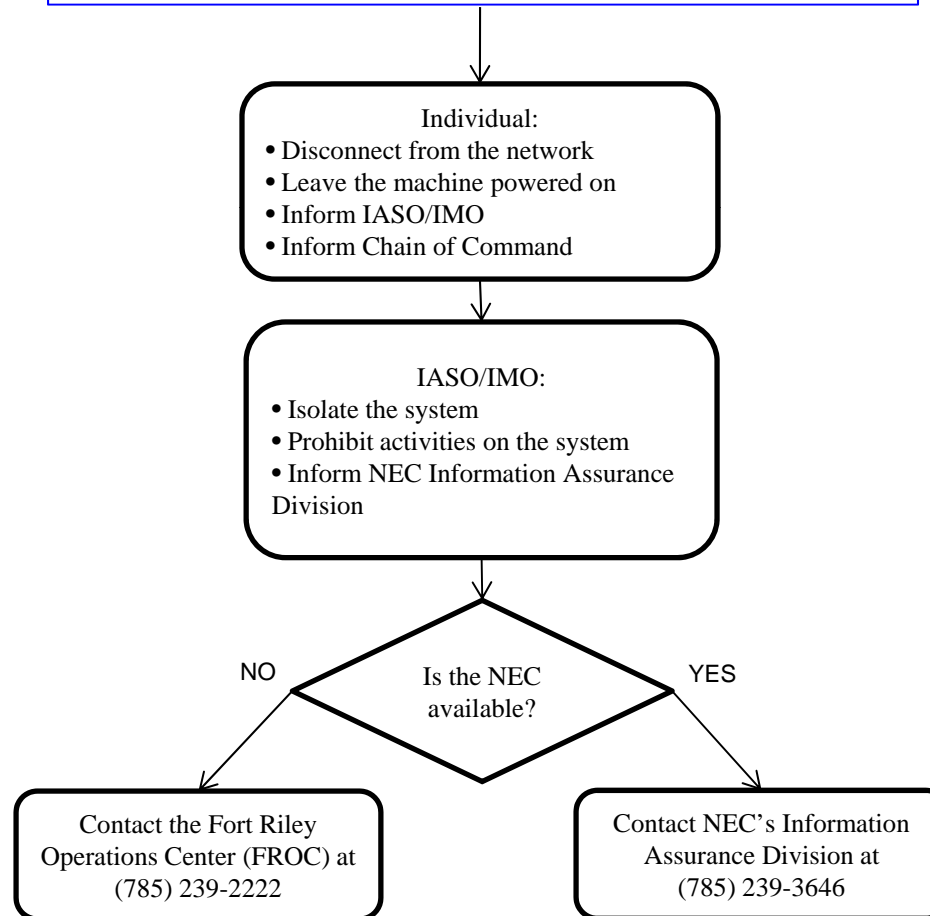 Individual:
• Disconnect from the network
• Leave the machine powered on
• Inform IASO/IMO
• Inform Chain of Command
IASO/IMO:
• Isolate the system
• Prohibit activities on the system
• Inform NEC Information Assurance
Division
NO
Is the NEC
available?
YES
Contact the Fort Riley
Operations Center (FROC) at
(785) 239-2222
Contact NEC's Information
Assurance Division at
(785) 239-3646